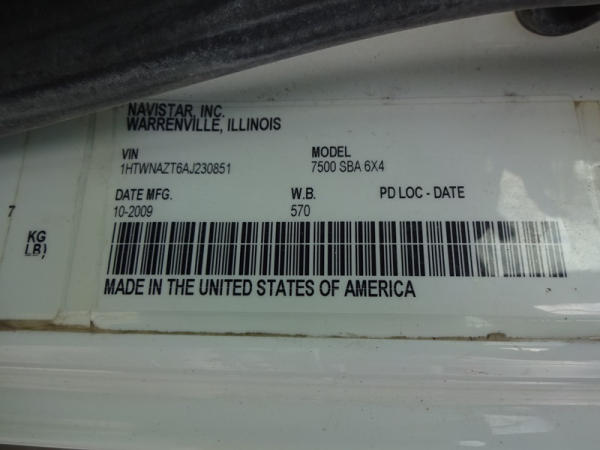 NAVISTAR, INC.
WARRENVILLE, ILLINOIS
VIN MODEL
1HTWNAZT6AJ230851 7500 SBA 6X4
DATE MFG. W.B. PD LOC - DATE
10-2009 570
7
KG
LB)
MADE IN THE UNITED STATES OF AMERICA